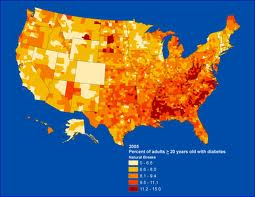 2005
Percent of adults ≥ 20 years old with diabetes
Natural Breaks
0 - 6.5
6.6 - 8.0
8.1 - 9.4
9.5 - 11.1
11.2 - 15.0